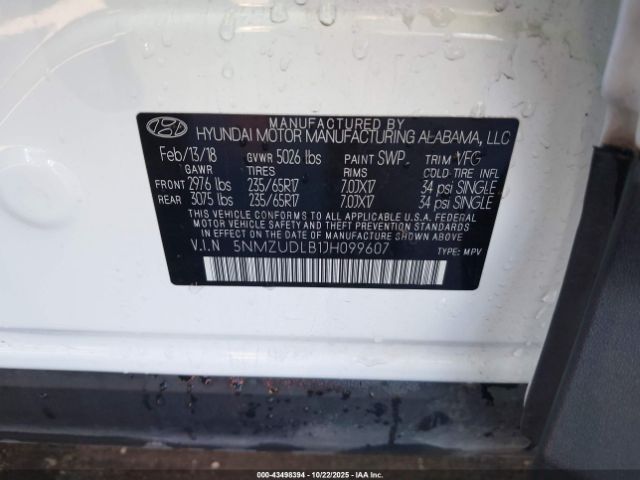 MANUFACTURED BY
HYUNDAI MOTOR MANUFACTURING ALABAMA, LLC
Feb/13/18 GVWR 5026 lbs PAINT SWP TRIM VFG
GAWR TIRES RIMS COLD TIRE INFL
FRONT 2976 lbs 235/65R17 7.0JX17 34 psi SINGLE
REAR 3075 lbs 235/65R17 7.0JX17 34 psi SINGLE
THIS VEHICLE CONFORMS TO ALL APPLICABLE U.S.A. FEDERAL
MOTOR VEHICLE SAFETY AND THEFT PREVENTION STANDARDS IN
EFFECT ON THE DATE OF MANUFACTURE SHOWN ABOVE.
V.I.N 5NMZUDLB1JH099607 TYPE: MPV
000-43498394 - 10/22/2025 - IAA Inc.